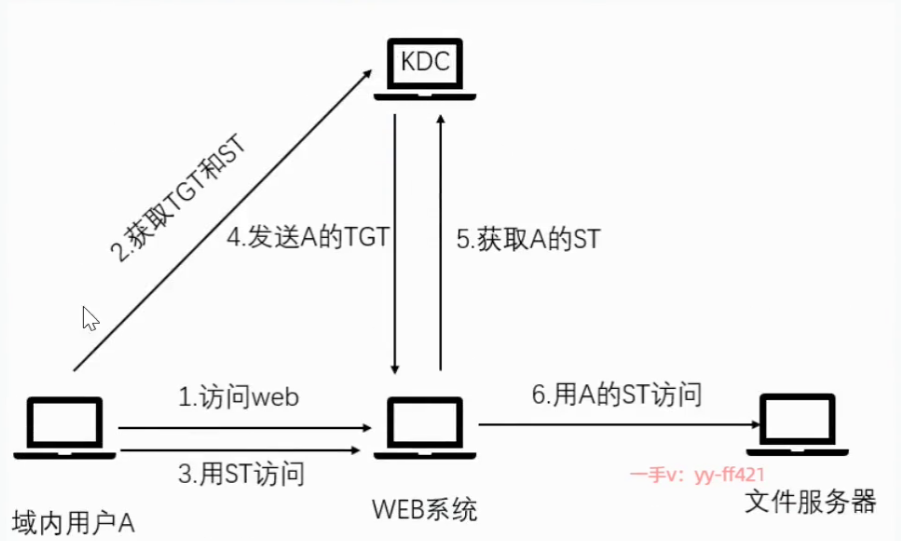 KDC
2.获取TGT和ST
4.发送A的TGT
5.获取A的ST
1.访问web
6.用A的ST访问
3.用ST访问
一手v：yy-ff421
域内用户A
WEB系统
文件服务器